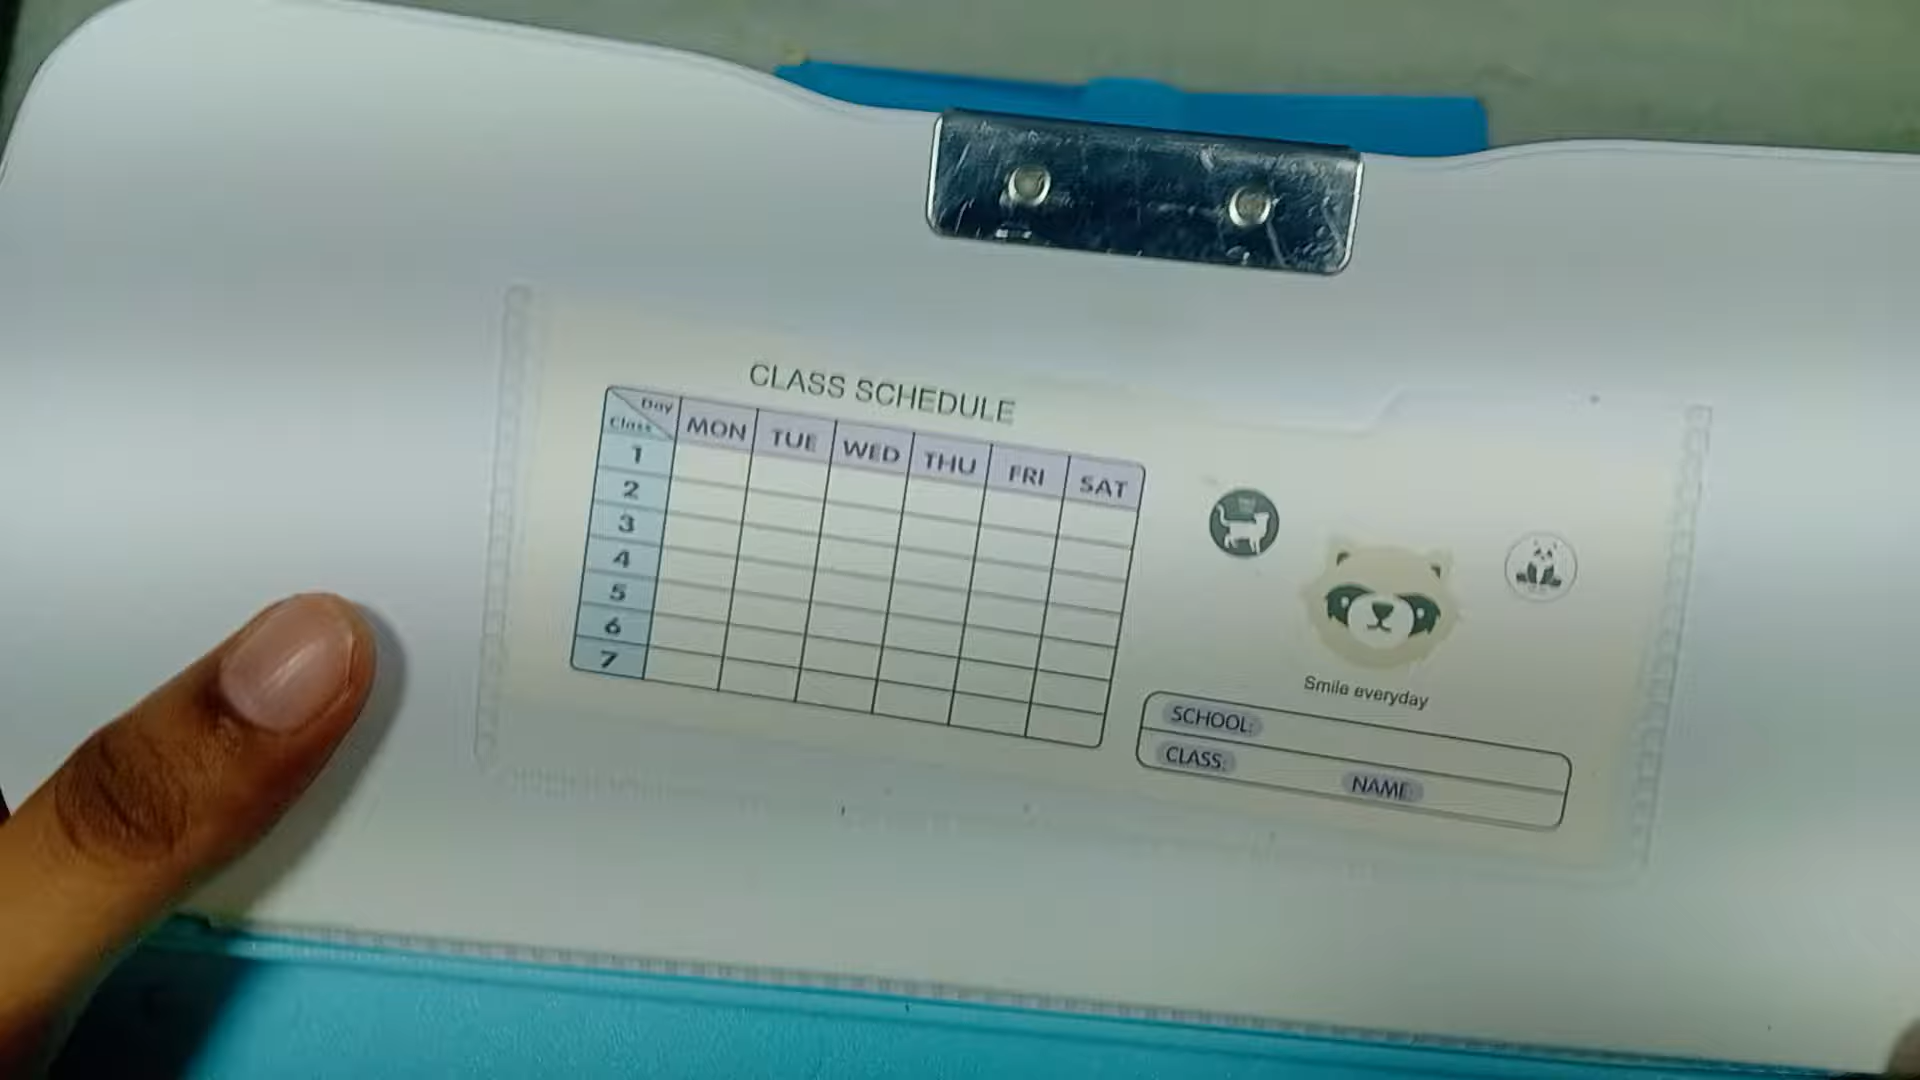 CLASS SCHEDULE
Day
Class MON TUE WED THU FRI SAT
1
2
3
4
5
6
7
Smile everyday
SCHOOL:
CLASS: NAME: